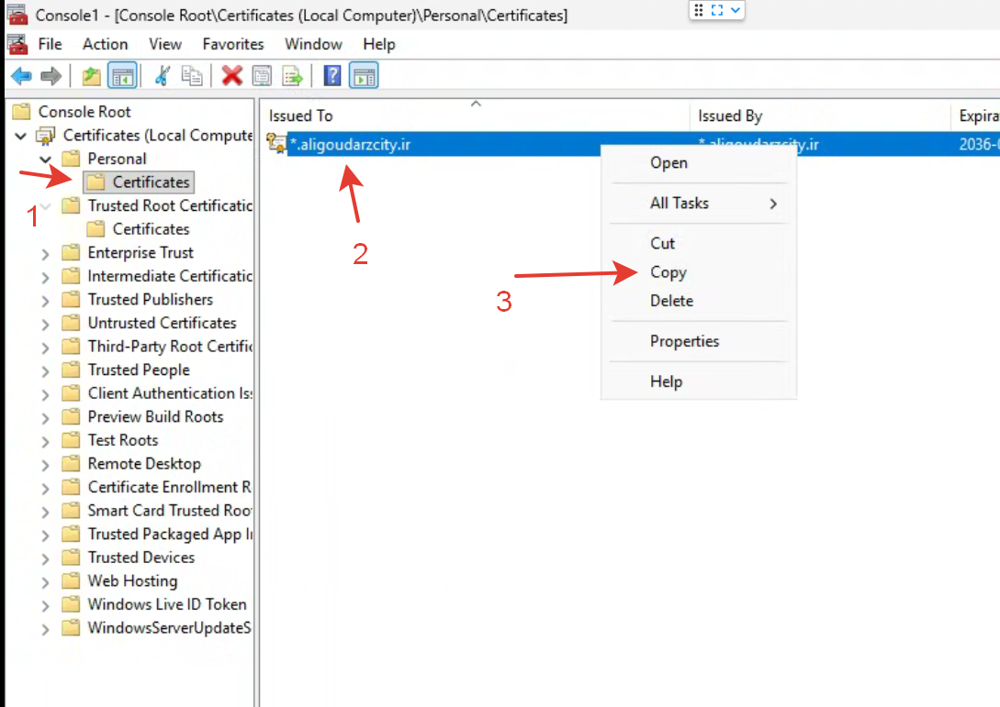 Console1 - [Console Root\Certificates (Local Computer)\Personal\Certificates]
File Action View Favorites Window Help
Console Root
Certificates (Local Compute
Personal
Certificates
Trusted Root Certificatic
Certificates
Enterprise Trust
Intermediate Certificatic
Trusted Publishers
Untrusted Certificates
Third-Party Root Certific
Trusted People
Client Authentication Is
Preview Build Roots
Test Roots
Remote Desktop
Certificate Enrollment R
Smart Card Trusted Roo
Trusted Packaged App I
Trusted Devices
Web Hosting
Windows Live ID Token
WindowsServerUpdateS
1
Issued To Issued By Expira
*.aligoudarzcity.ir *.aligoudarzcity.ir 2036-0
2
3
Open
All Tasks
Cut
Copy
Delete
Properties
Help